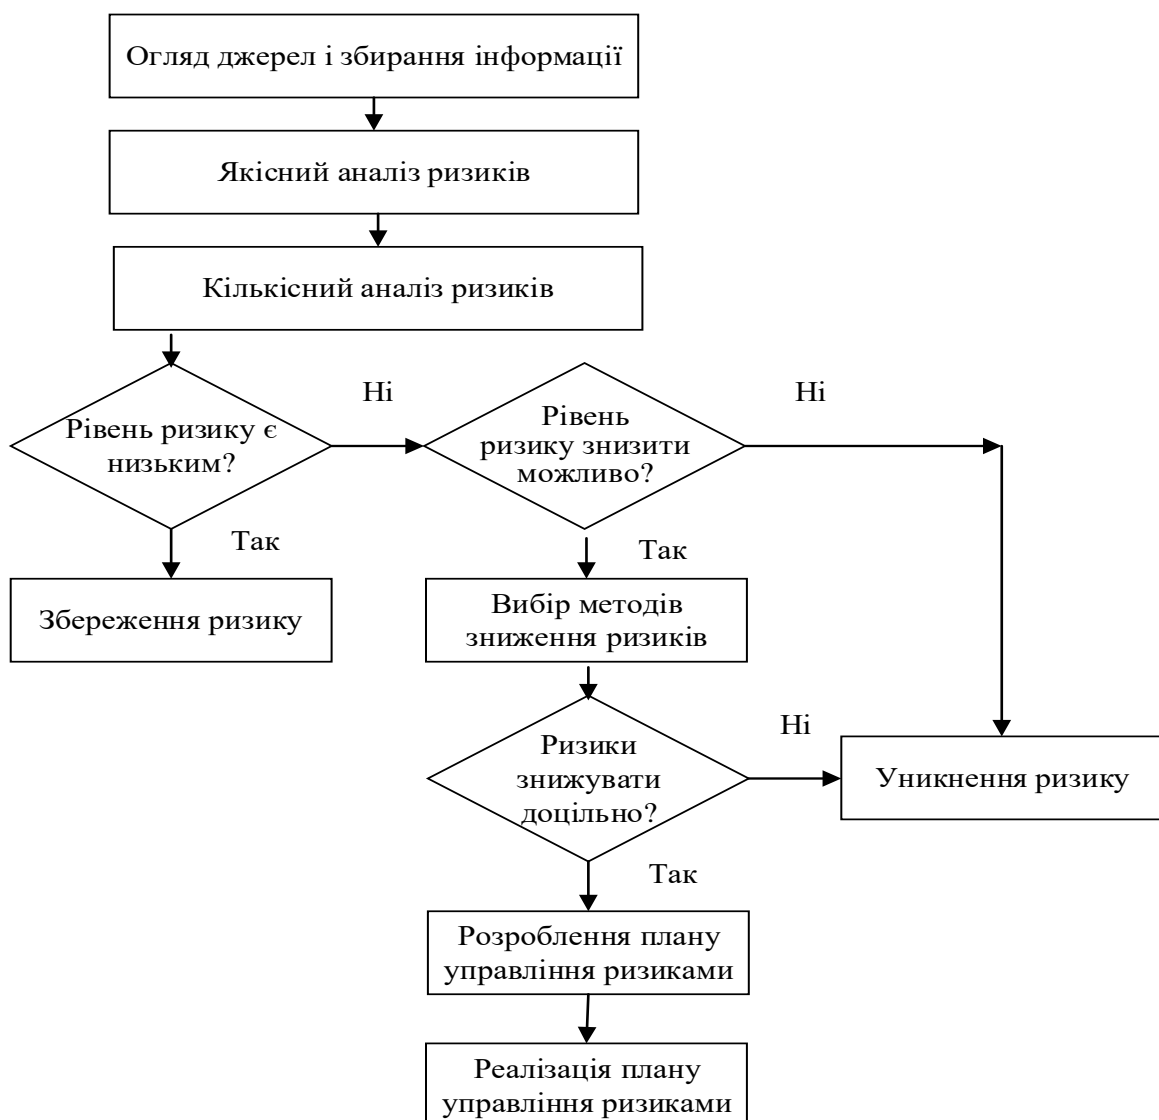 Огляд джерел і збирання інформації
Якісний аналіз ризиків
Кількісний аналіз ризиків
Рівень ризику є
низьким?
Ні
Рівень
ризику знизити
можливо?
Ні
Так
Збереження ризику
Так
Вибір методів
зниження ризиків
Ризики
знижувати
доцільно?
Ні
Уникнення ризику
Так
Розроблення плану
управління ризиками
Реалізація плану
управління ризиками